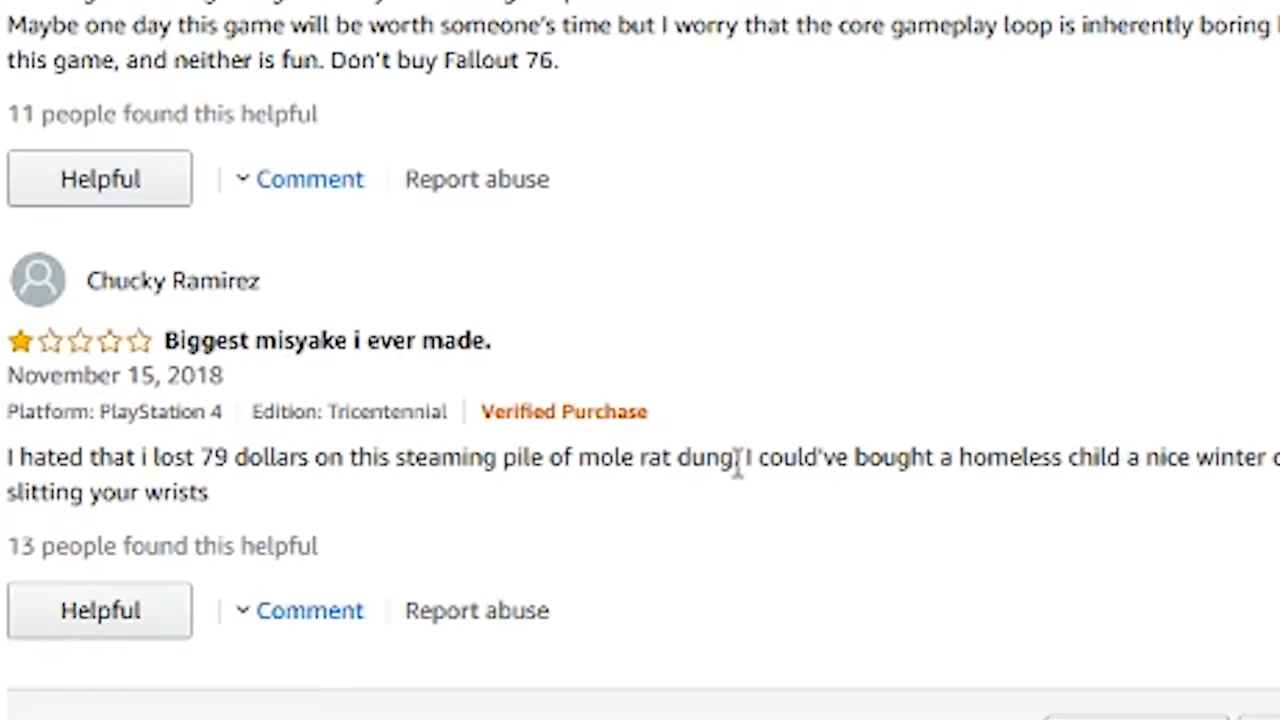 Maybe one day this game will be worth someone's time but I worry that the core gameplay loop is inherently boring
this game, and neither is fun. Don't buy Fallout 76.
11 people found this helpful
Helpful
Comment
Report abuse
Chucky Ramirez
Biggest misyake i ever made.
November 15, 2018
Platform: PlayStation 4
Edition: Tricentennial
Verified Purchase
I hated that i lost 79 dollars on this steaming pile of mole rat dung, I could've bought a homeless child a nice winter
slitting your wrists
13 people found this helpful
Helpful
Comment
Report abuse